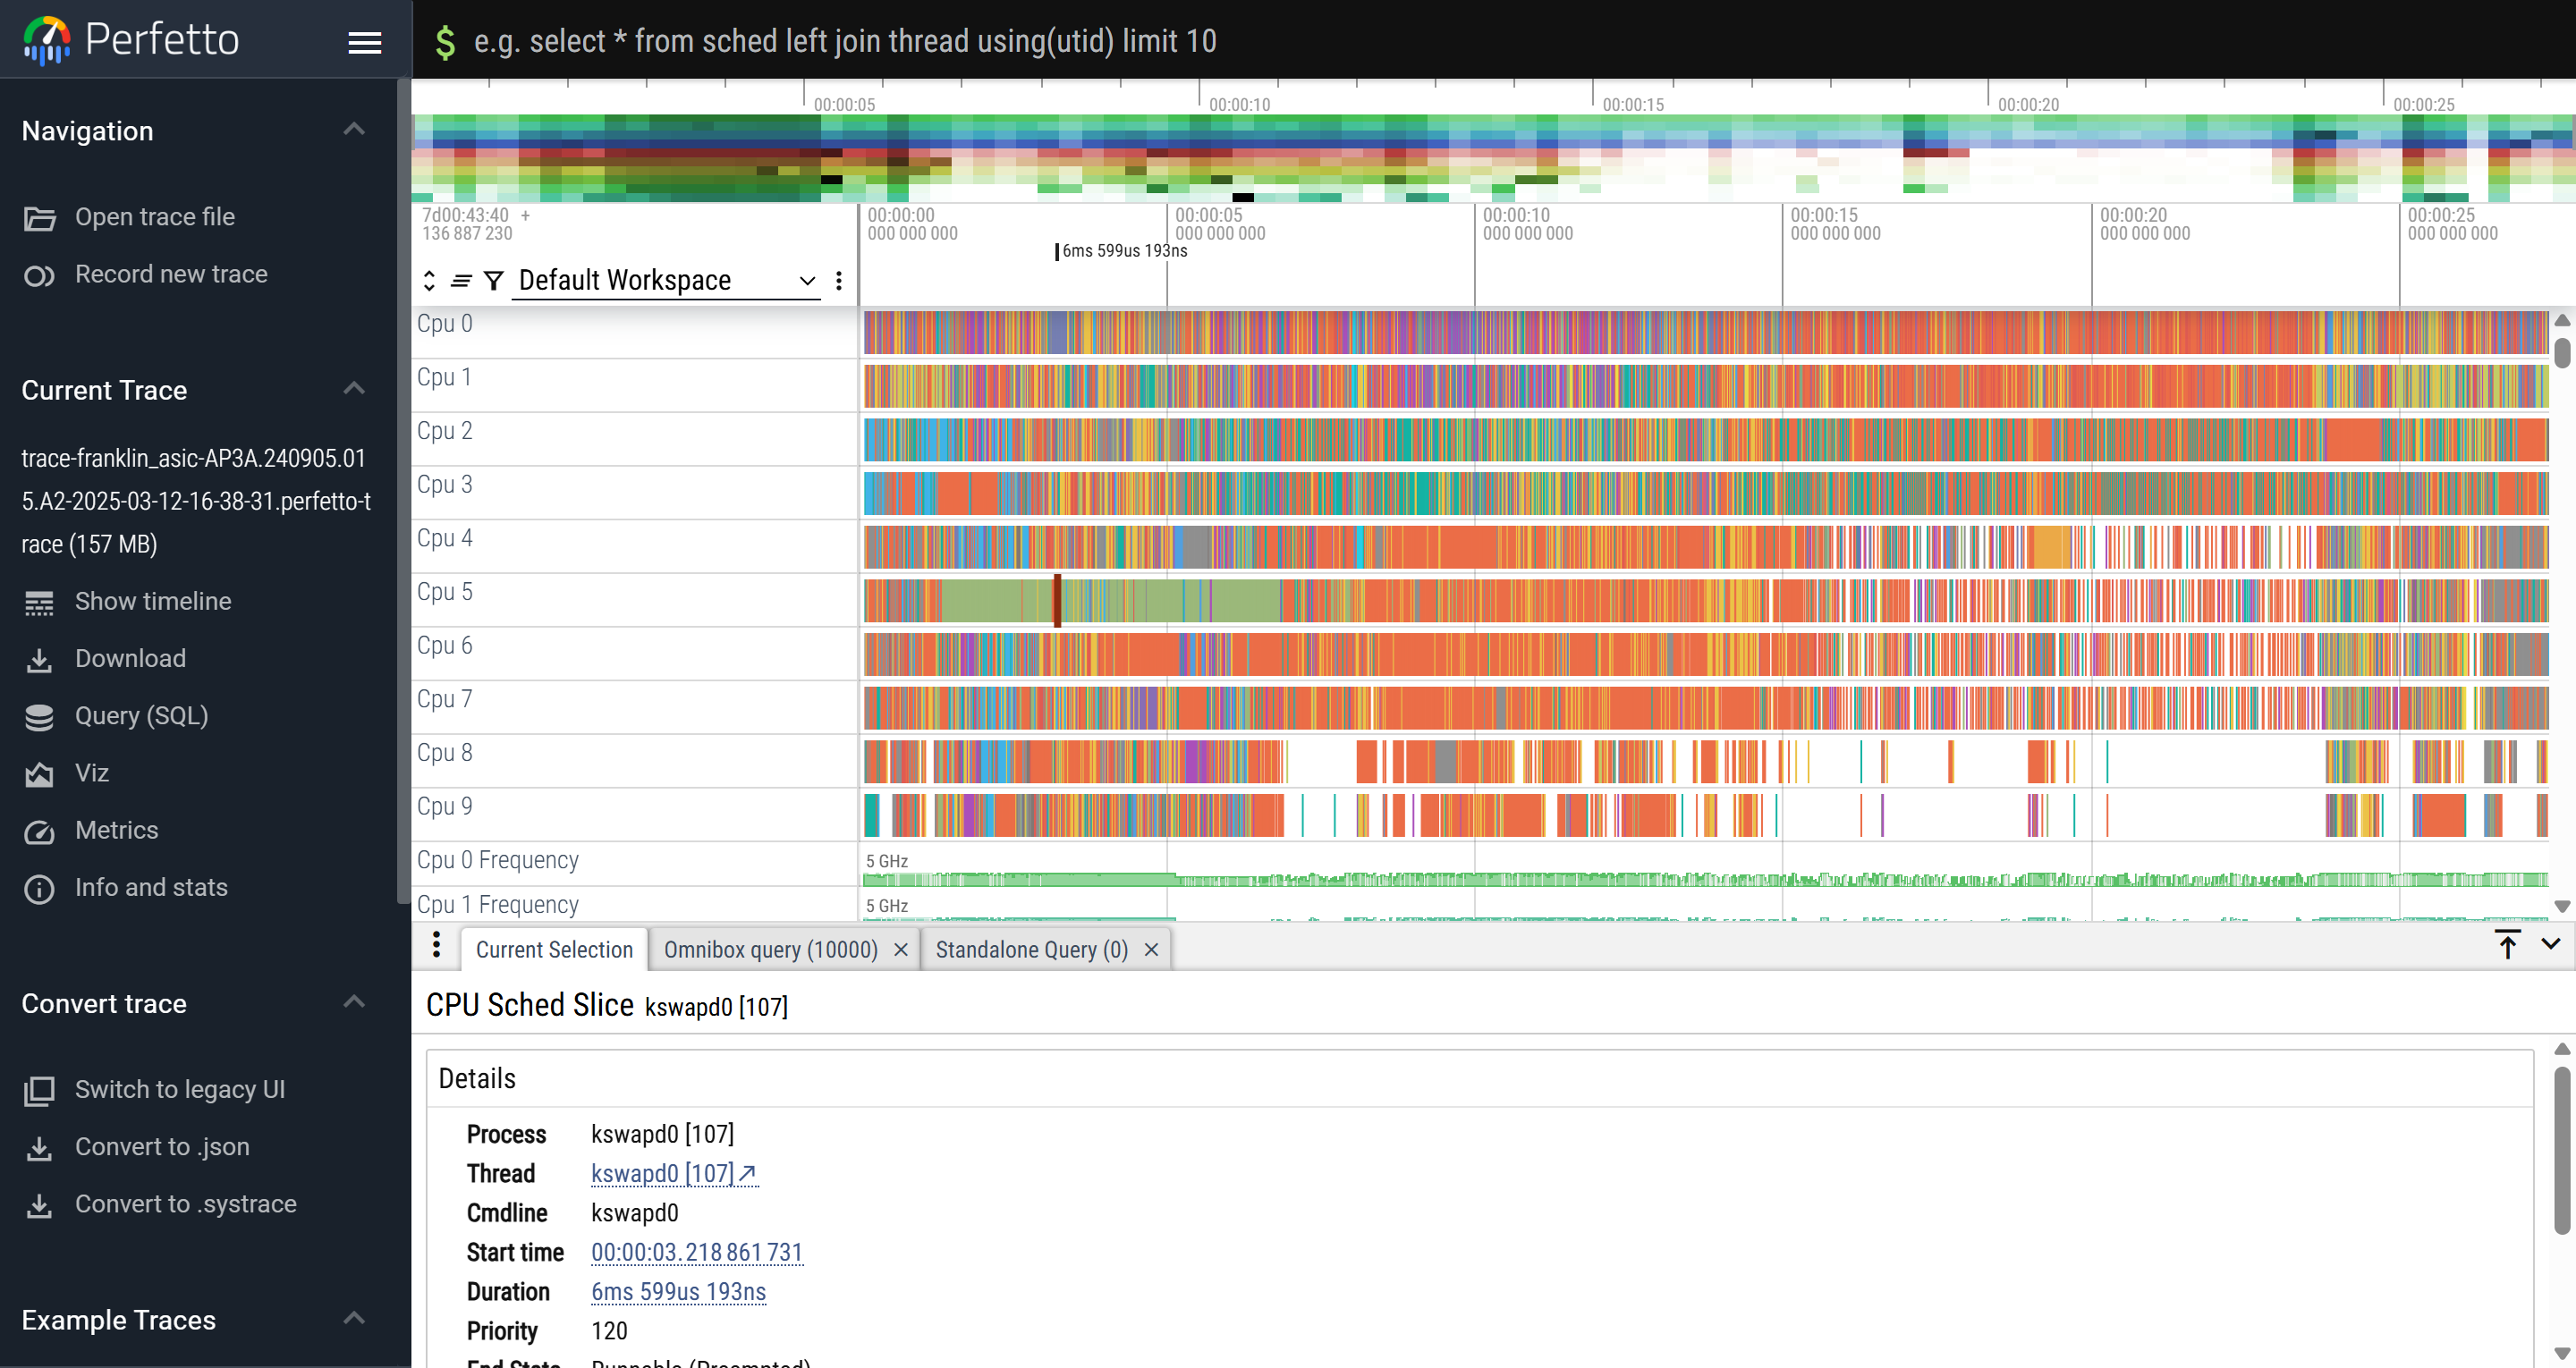 Perfetto
$ e.g. select * from sched left join thread using(utid) limit 10
Navigation
Open trace file
Record new trace
Current Trace
trace-franklin_asic-AP3A.240905.01
5.A2-2025-03-12-16-38-31.perfetto-t
race (157 MB)
Show timeline
Download
Query (SQL)
Viz
Metrics
Info and stats
Convert trace
Switch to legacy UI
Convert to .json
Convert to .systrace
Example Traces
00:00:05 00:00:10 00:00:15 00:00:20 00:00:25
7d00:43:40 +
136 887 230
00:00:00 00:00:05 00:00:10 00:00:15 00:00:20 00:00:25
000 000 000 000 000 000 000 000 000 000 000 000 000 000 000 000 000 000
6ms 599us 193ns
Default Workspace
Cpu 0
Cpu 1
Cpu 2
Cpu 3
Cpu 4
Cpu 5
Cpu 6
Cpu 7
Cpu 8
Cpu 9
Cpu 0 Frequency 5 GHz
Cpu 1 Frequency 5 GHz
Current Selection Omnibox query (10000) Standalone Query (0)
CPU Sched Slice kswapd0 [107]
Details
Process kswapd0 [107]
Thread kswapd0 [107]
Cmdline kswapd0
Start time 00:00:03.218 861 731
Duration 6ms 599us 193ns
Priority 120
End State Runnable (Preempted)